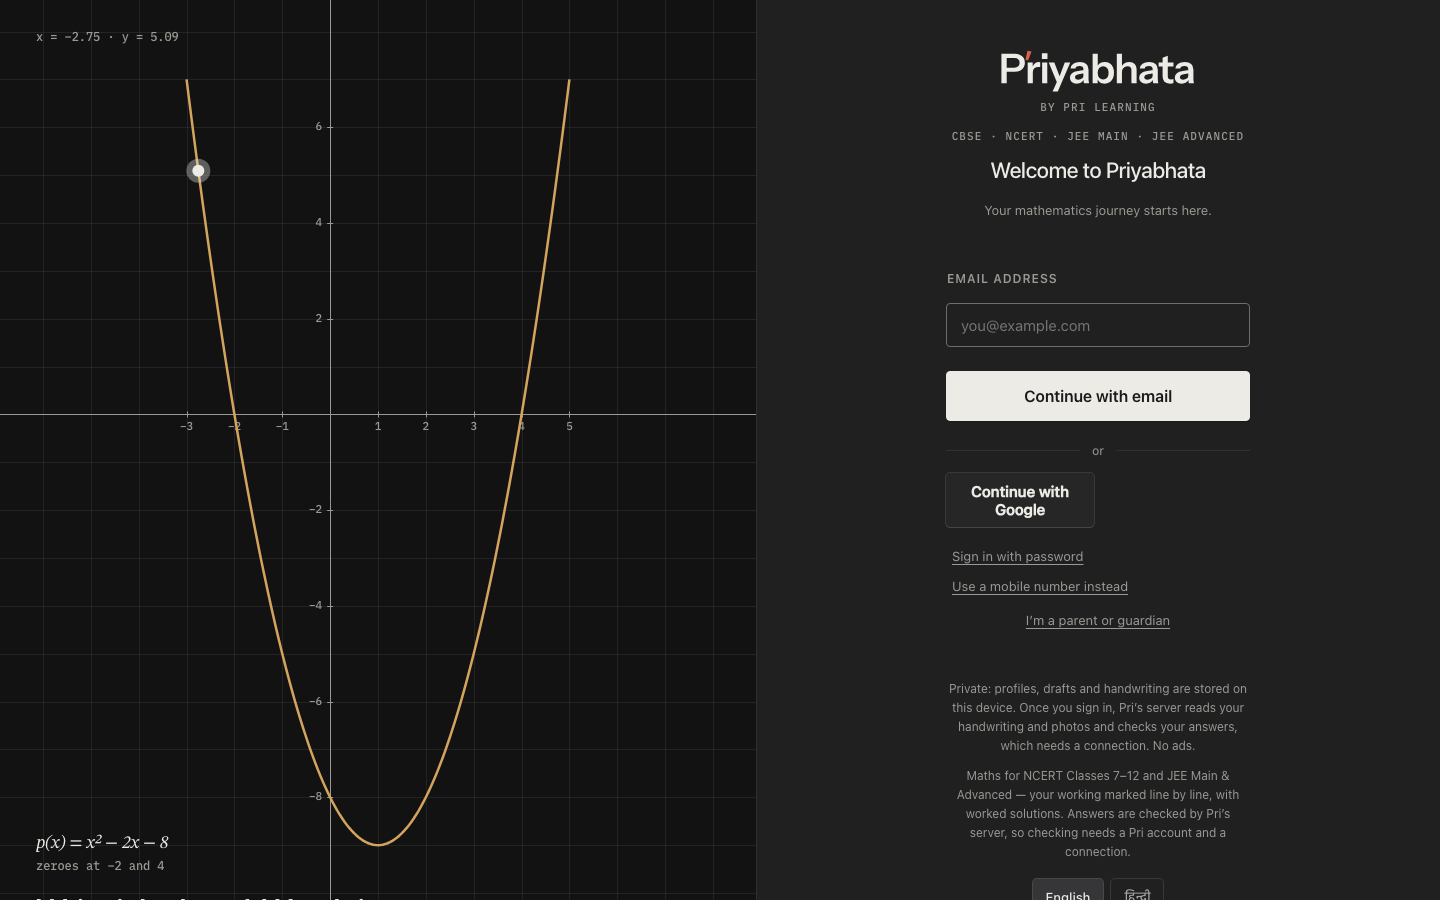 x = −2.75 · y = 5.09
6
4
2
−3
−2
−1
1
2
3
4
5
−2
−4
−6
−8
p(x) = x² − 2x − 8
zeroes at −2 and 4
Priyabhata
BY PRI LEARNING
CBSE · NCERT · JEE MAIN · JEE ADVANCED
Welcome to Priyabhata
Your mathematics journey starts here.
EMAIL ADDRESS
you@example.com
Continue with email
or
Continue with
Google
Sign in with password
Use a mobile number instead
I'm a parent or guardian
Private: profiles, drafts and handwriting are stored on
this device. Once you sign in, Pri's server reads your
handwriting and photos and checks your answers,
which needs a connection. No ads.
Maths for NCERT Classes 7–12 and JEE Main &
Advanced — your working marked line by line, with
worked solutions. Answers are checked by Pri's
server, so checking needs a Pri account and a
connection.
English
हिन्दी